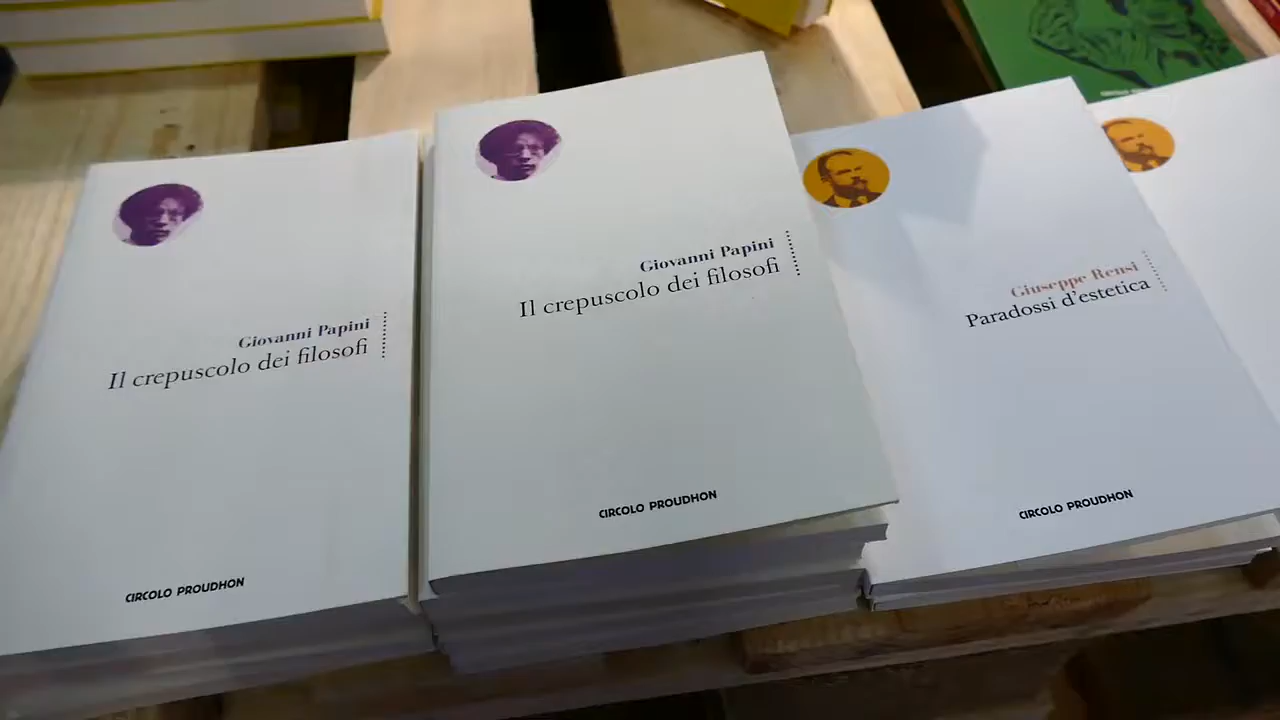 Giovanni Papini
Il crepuscolo dei filosofi
CIRCOLO PROUDHON
Giovanni Papini
Il crepuscolo dei filosofi
CIRCOLO PROUDHON
Giuseppe Rensi
Paradossi d'estetica
CIRCOLO PROUDHON